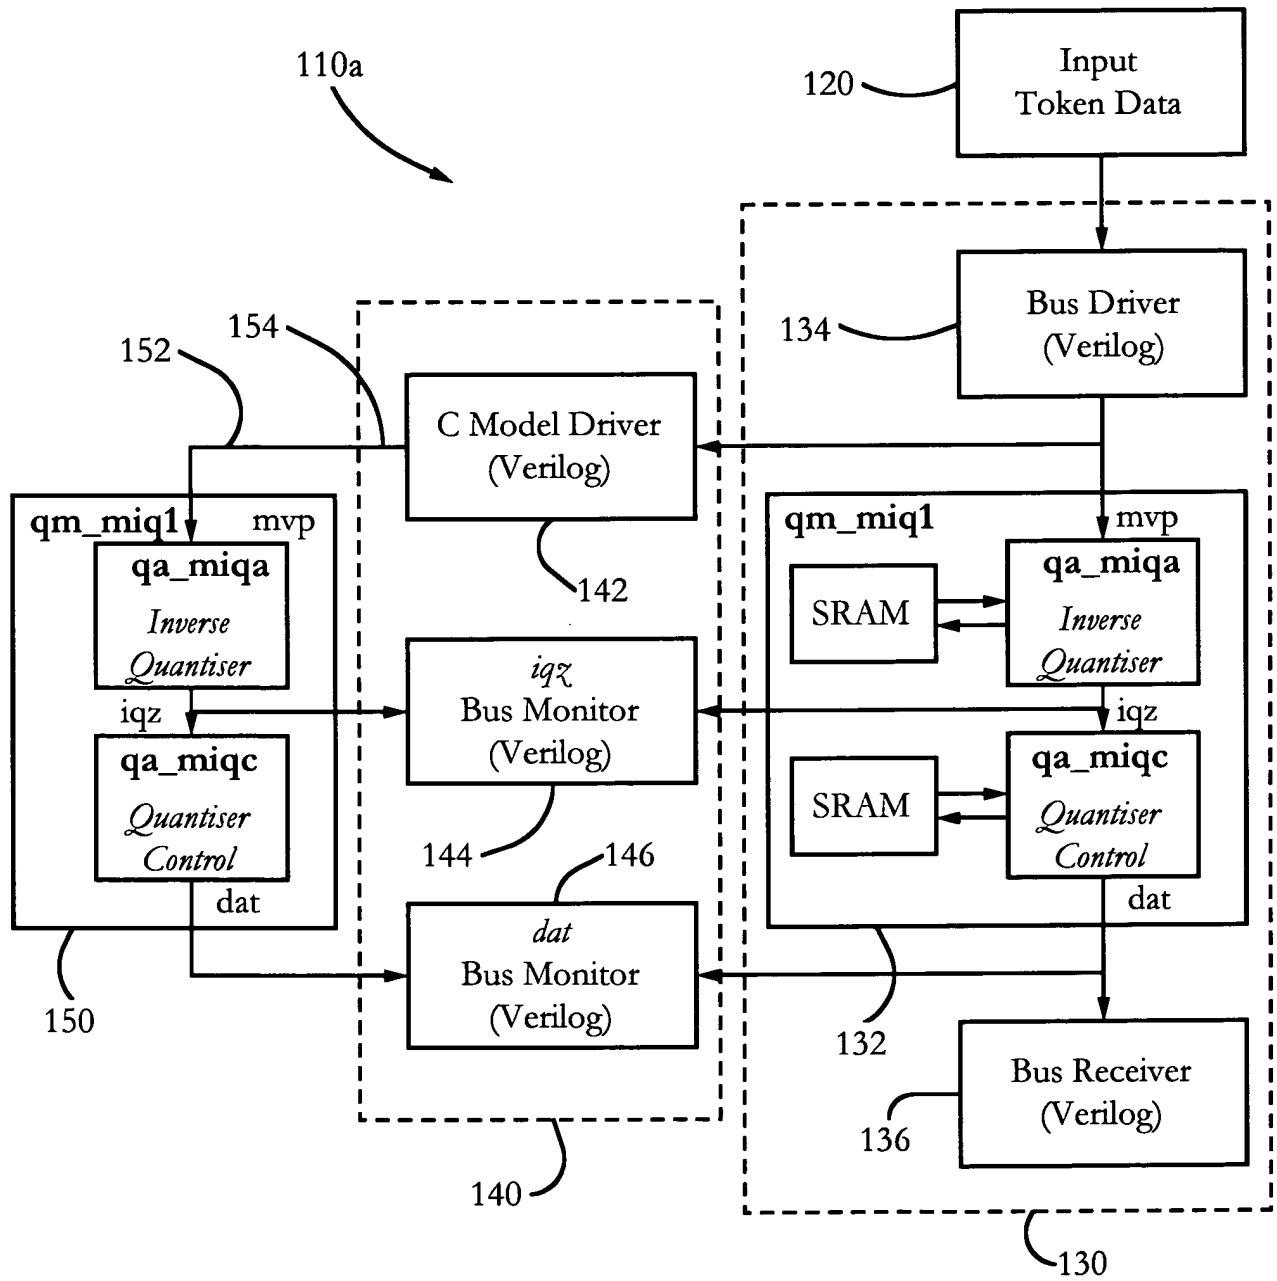 110a
120
Input
Token Data
134
Bus Driver
(Verilog)
154
152
C Model Driver
(Verilog)
142
qm_miq1
mvp
qa_miqa
Inverse
Quantiser
iqz
qa_miqc
Quantiser
Control
dat
150
iqz
Bus Monitor
(Verilog)
144
146
dat
Bus Monitor
(Verilog)
140
qm_miq1
mvp
SRAM
qa_miqa
Inverse
Quantiser
iqz
SRAM
qa_miqc
Quantiser
Control
dat
132
Bus Receiver
(Verilog)
136
130